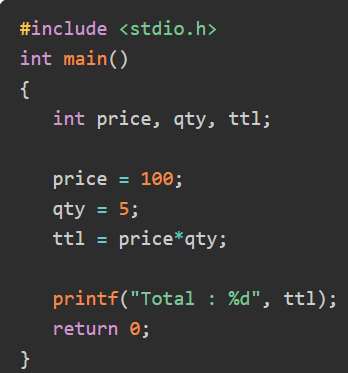 #include <stdio.h>
int main()
{
   int price, qty, ttl;

   price = 100;
   qty = 5;
   ttl = price*qty;

   printf("Total : %d", ttl);
   return 0;
}